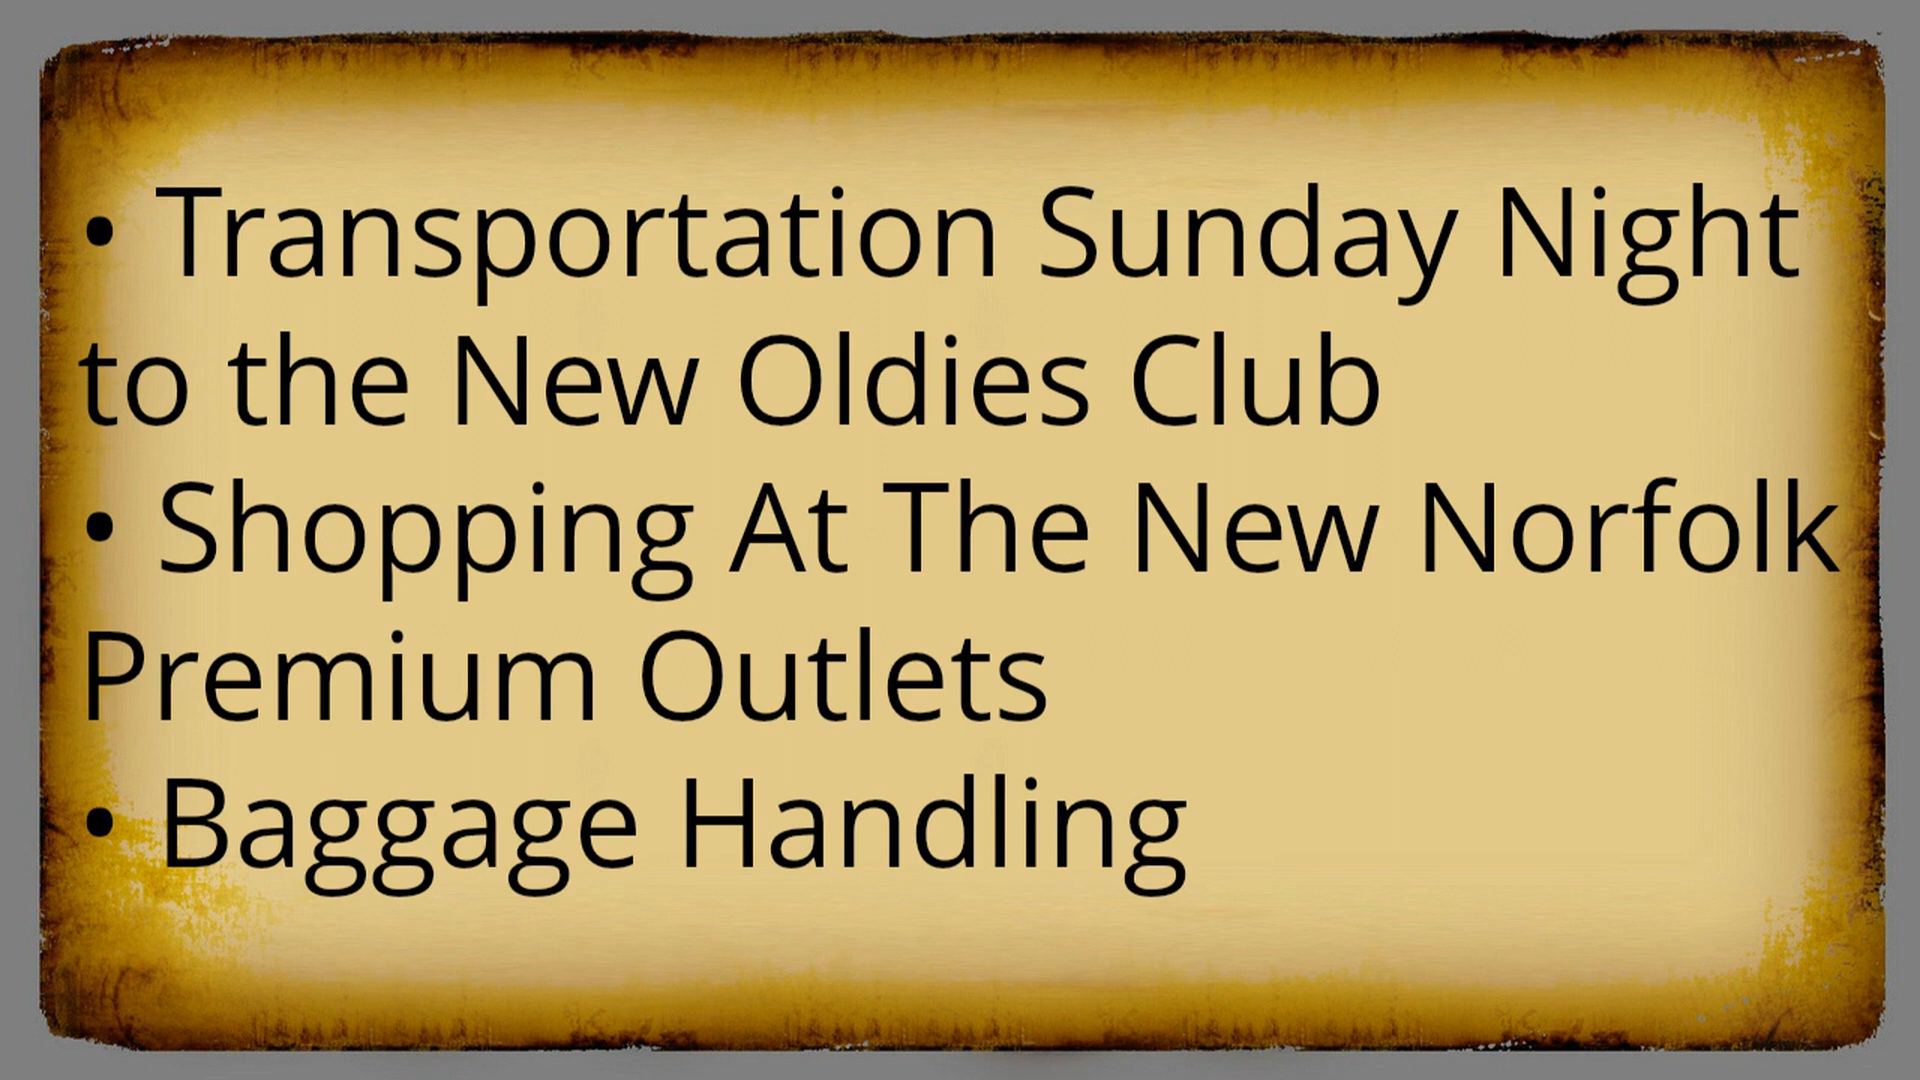 • Transportation Sunday Night
to the New Oldies Club
• Shopping At The New Norfolk
Premium Outlets
• Baggage Handling